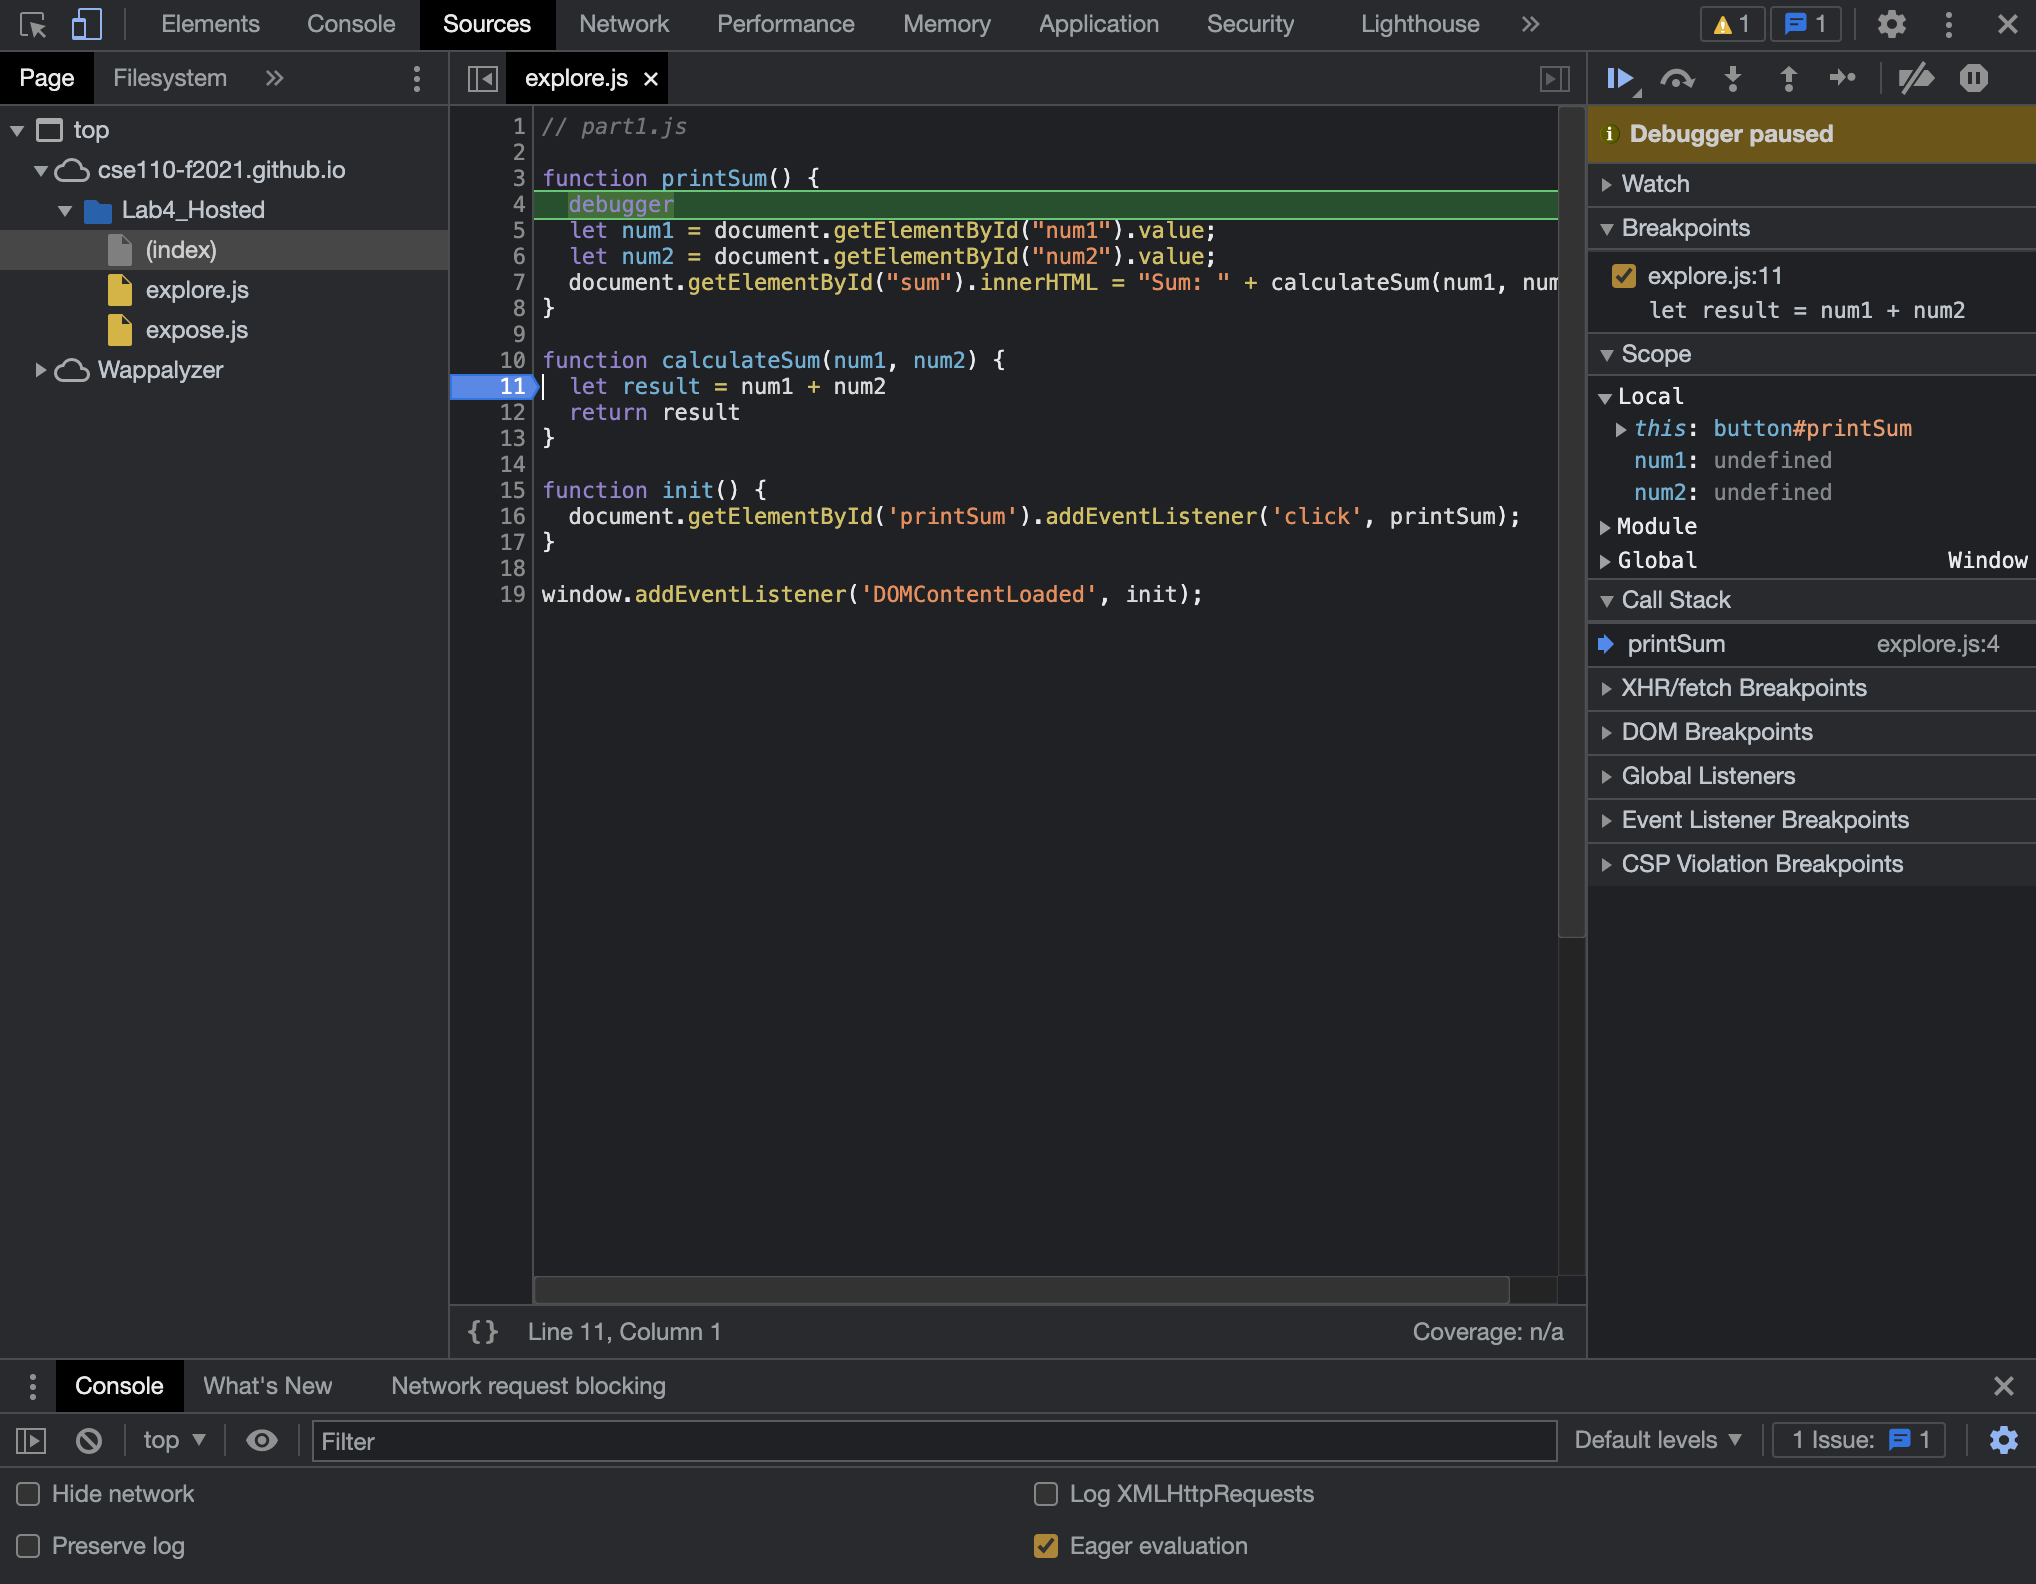 Elements Console Sources Network Performance Memory Application Security Lighthouse » 1 1
Page Filesystem »
explore.js ×
top
cse110-f2021.github.io
Lab4_Hosted
(index)
explore.js
expose.js
Wappalyzer
1 // part1.js
2
3 function printSum() {
4   debugger
5   let num1 = document.getElementById("num1").value;
6   let num2 = document.getElementById("num2").value;
7   document.getElementById("sum").innerHTML = "Sum: " + calculateSum(num1, num
8 }
9
10 function calculateSum(num1, num2) {
11   let result = num1 + num2
12   return result
13 }
14
15 function init() {
16   document.getElementById('printSum').addEventListener('click', printSum);
17 }
18
19 window.addEventListener('DOMContentLoaded', init);
{} Line 11, Column 1 Coverage: n/a
Debugger paused
Watch
Breakpoints
explore.js:11
let result = num1 + num2
Scope
Local
this: button#printSum
num1: undefined
num2: undefined
Module
Global Window
Call Stack
printSum explore.js:4
XHR/fetch Breakpoints
DOM Breakpoints
Global Listeners
Event Listener Breakpoints
CSP Violation Breakpoints
Console What's New Network request blocking
top Filter Default levels 1 Issue: 1
Hide network Log XMLHttpRequests
Preserve log Eager evaluation